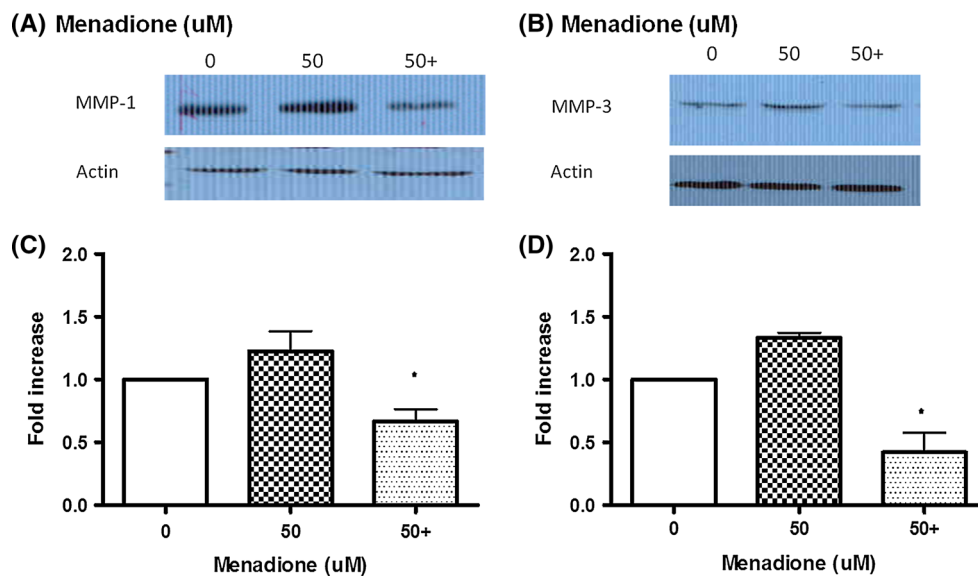 (A) Menadione (uM)
0 50 50+
MMP-1
Actin
(B) Menadione (uM)
0 50 50+
MMP-3
Actin
(C)
Fold increase
2.0
1.5
1.0
0.5
0.0
*
0 50 50+
Menadione (uM)
(D)
Fold increase
2.0
1.5
1.0
0.5
0.0
*
0 50 50+
Menadione (uM)